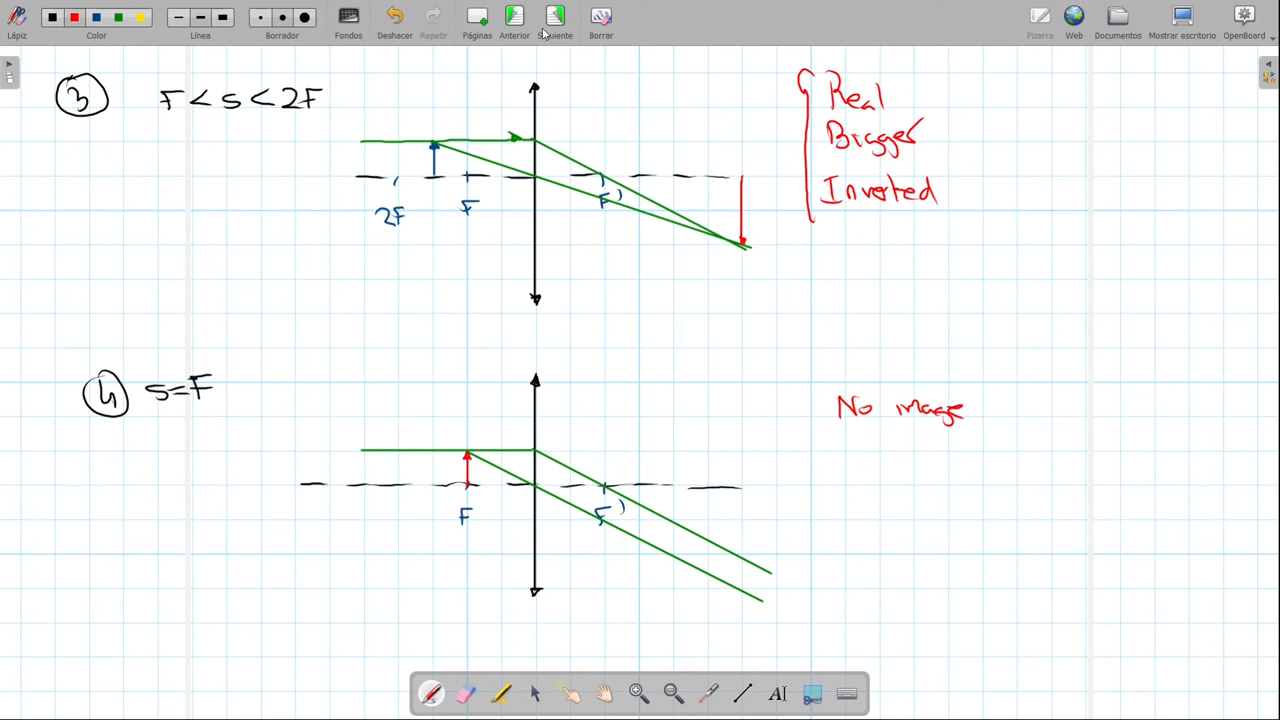 Lápiz Color Línea Borrador Fondos Deshacer Repetir Páginas Anterior Siguiente Borrar Pizarra Web Documentos Mostrar escritorio OpenBoard
3 F < s < 2F
Real
Bigger
Inverted
2F F F'
4 s=F
No image
F F'
AI